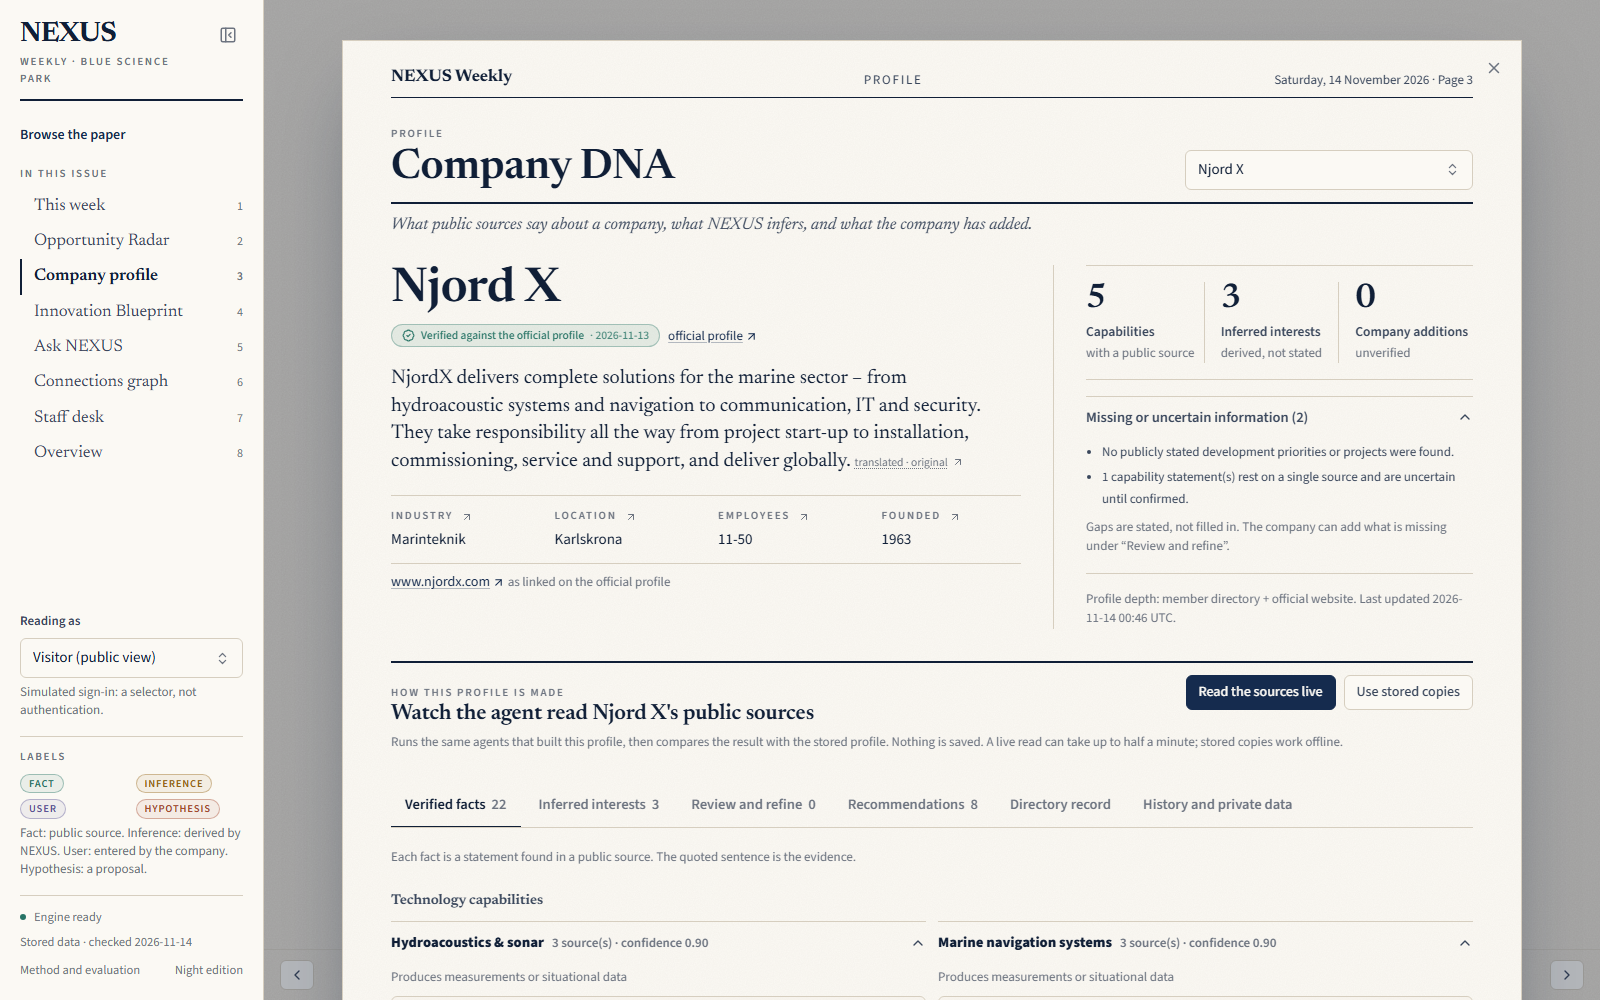 NEXUS
WEEKLY · BLUE SCIENCE
PARK
Browse the paper
IN THIS ISSUE
This week 1
Opportunity Radar 2
Company profile 3
Innovation Blueprint 4
Ask NEXUS 5
Connections graph 6
Staff desk 7
Overview 8
Reading as
Visitor (public view)
Simulated sign-in: a selector, not
authentication.
LABELS
FACT INFERENCE
USER HYPOTHESIS
Fact: public source. Inference: derived by
NEXUS. User: entered by the company.
Hypothesis: a proposal.
Engine ready
Stored data · checked 2026-11-14
Method and evaluation Night edition
NEXUS Weekly PROFILE Saturday, 14 November 2026 · Page 3
PROFILE
Company DNA
Njord X
What public sources say about a company, what NEXUS infers, and what the company has added.
Njord X
Verified against the official profile · 2026-11-13 official profile
NjordX delivers complete solutions for the marine sector – from
hydroacoustic systems and navigation to communication, IT and security.
They take responsibility all the way from project start-up to installation,
commissioning, service and support, and deliver globally. translated · original
INDUSTRY LOCATION EMPLOYEES FOUNDED
Marinteknik Karlskrona 11-50 1963
www.njordx.com as linked on the official profile
5 3 0
Capabilities Inferred interests Company additions
with a public source derived, not stated unverified
Missing or uncertain information (2)
• No publicly stated development priorities or projects were found.
• 1 capability statement(s) rest on a single source and are uncertain
until confirmed.
Gaps are stated, not filled in. The company can add what is missing
under “Review and refine”.
Profile depth: member directory + official website. Last updated 2026-
11-14 00:46 UTC.
HOW THIS PROFILE IS MADE
Watch the agent read Njord X's public sources
Read the sources live Use stored copies
Runs the same agents that built this profile, then compares the result with the stored profile. Nothing is saved. A live read can take up to half a minute; stored copies work offline.
Verified facts 22 Inferred interests 3 Review and refine 0 Recommendations 8 Directory record History and private data
Each fact is a statement found in a public source. The quoted sentence is the evidence.
Technology capabilities
Hydroacoustics & sonar 3 source(s) · confidence 0.90
Produces measurements or situational data
Marine navigation systems 3 source(s) · confidence 0.90
Produces measurements or situational data